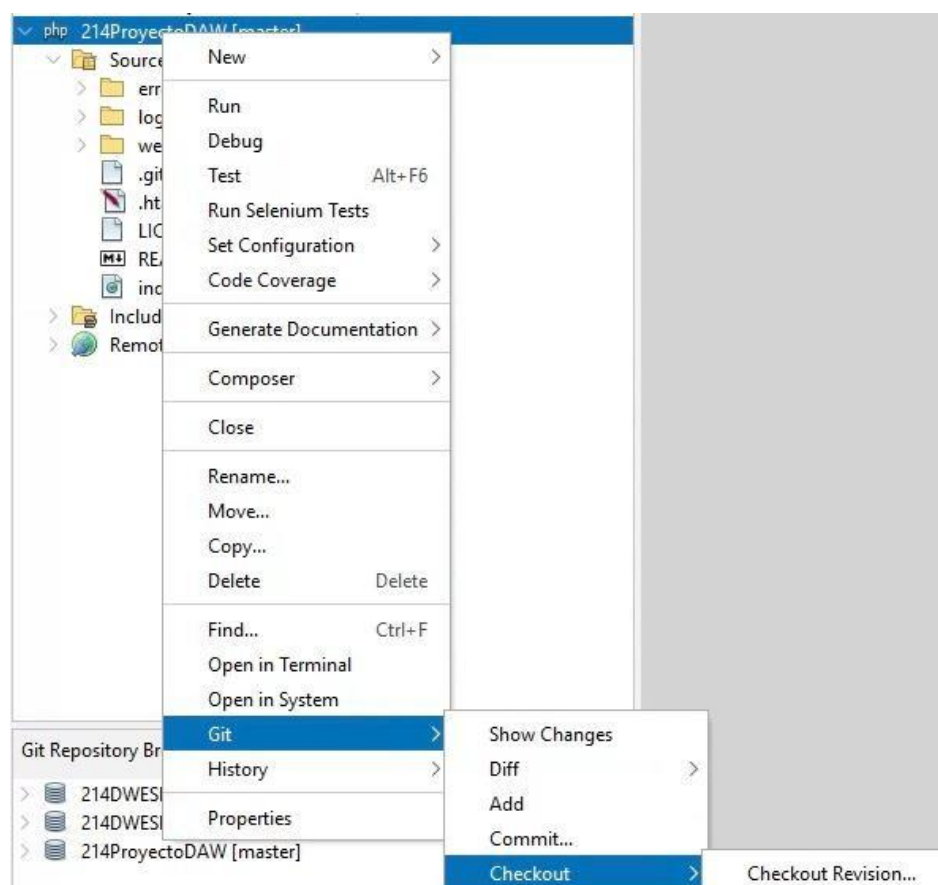 php 214ProyectoDAW [master]
Source
err
log
we
.git
.ht
LIC
M↓ REA
ind
Includ
Remot
New
Run
Debug
Test Alt+F6
Run Selenium Tests
Set Configuration
Code Coverage
Generate Documentation
Composer
Close
Rename...
Move...
Copy...
Delete Delete
Find... Ctrl+F
Open in Terminal
Open in System
Git
History
Properties
Show Changes
Diff
Add
Commit...
Checkout
Checkout Revision...
Git Repository Br
214DWES
214DWES
214ProyectoDAW [master]